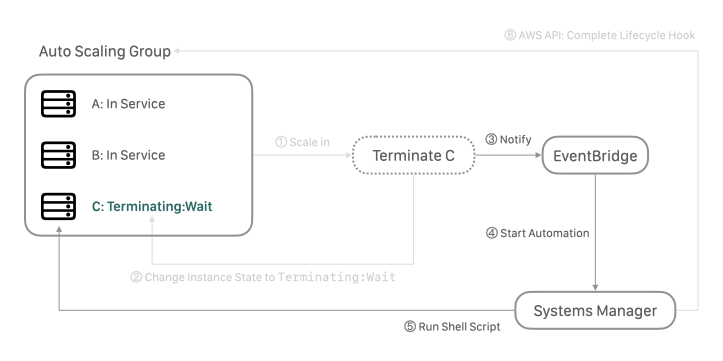 ⑥ AWS API: Complete Lifecycle Hook
Auto Scaling Group
A: In Service
① Scale in
③ Notify
B: In Service
Terminate C
EventBridge
C: Terminating:Wait
④ Start Automation
② Change Instance State to Terminating:Wait
Systems Manager
⑤ Run Shell Script